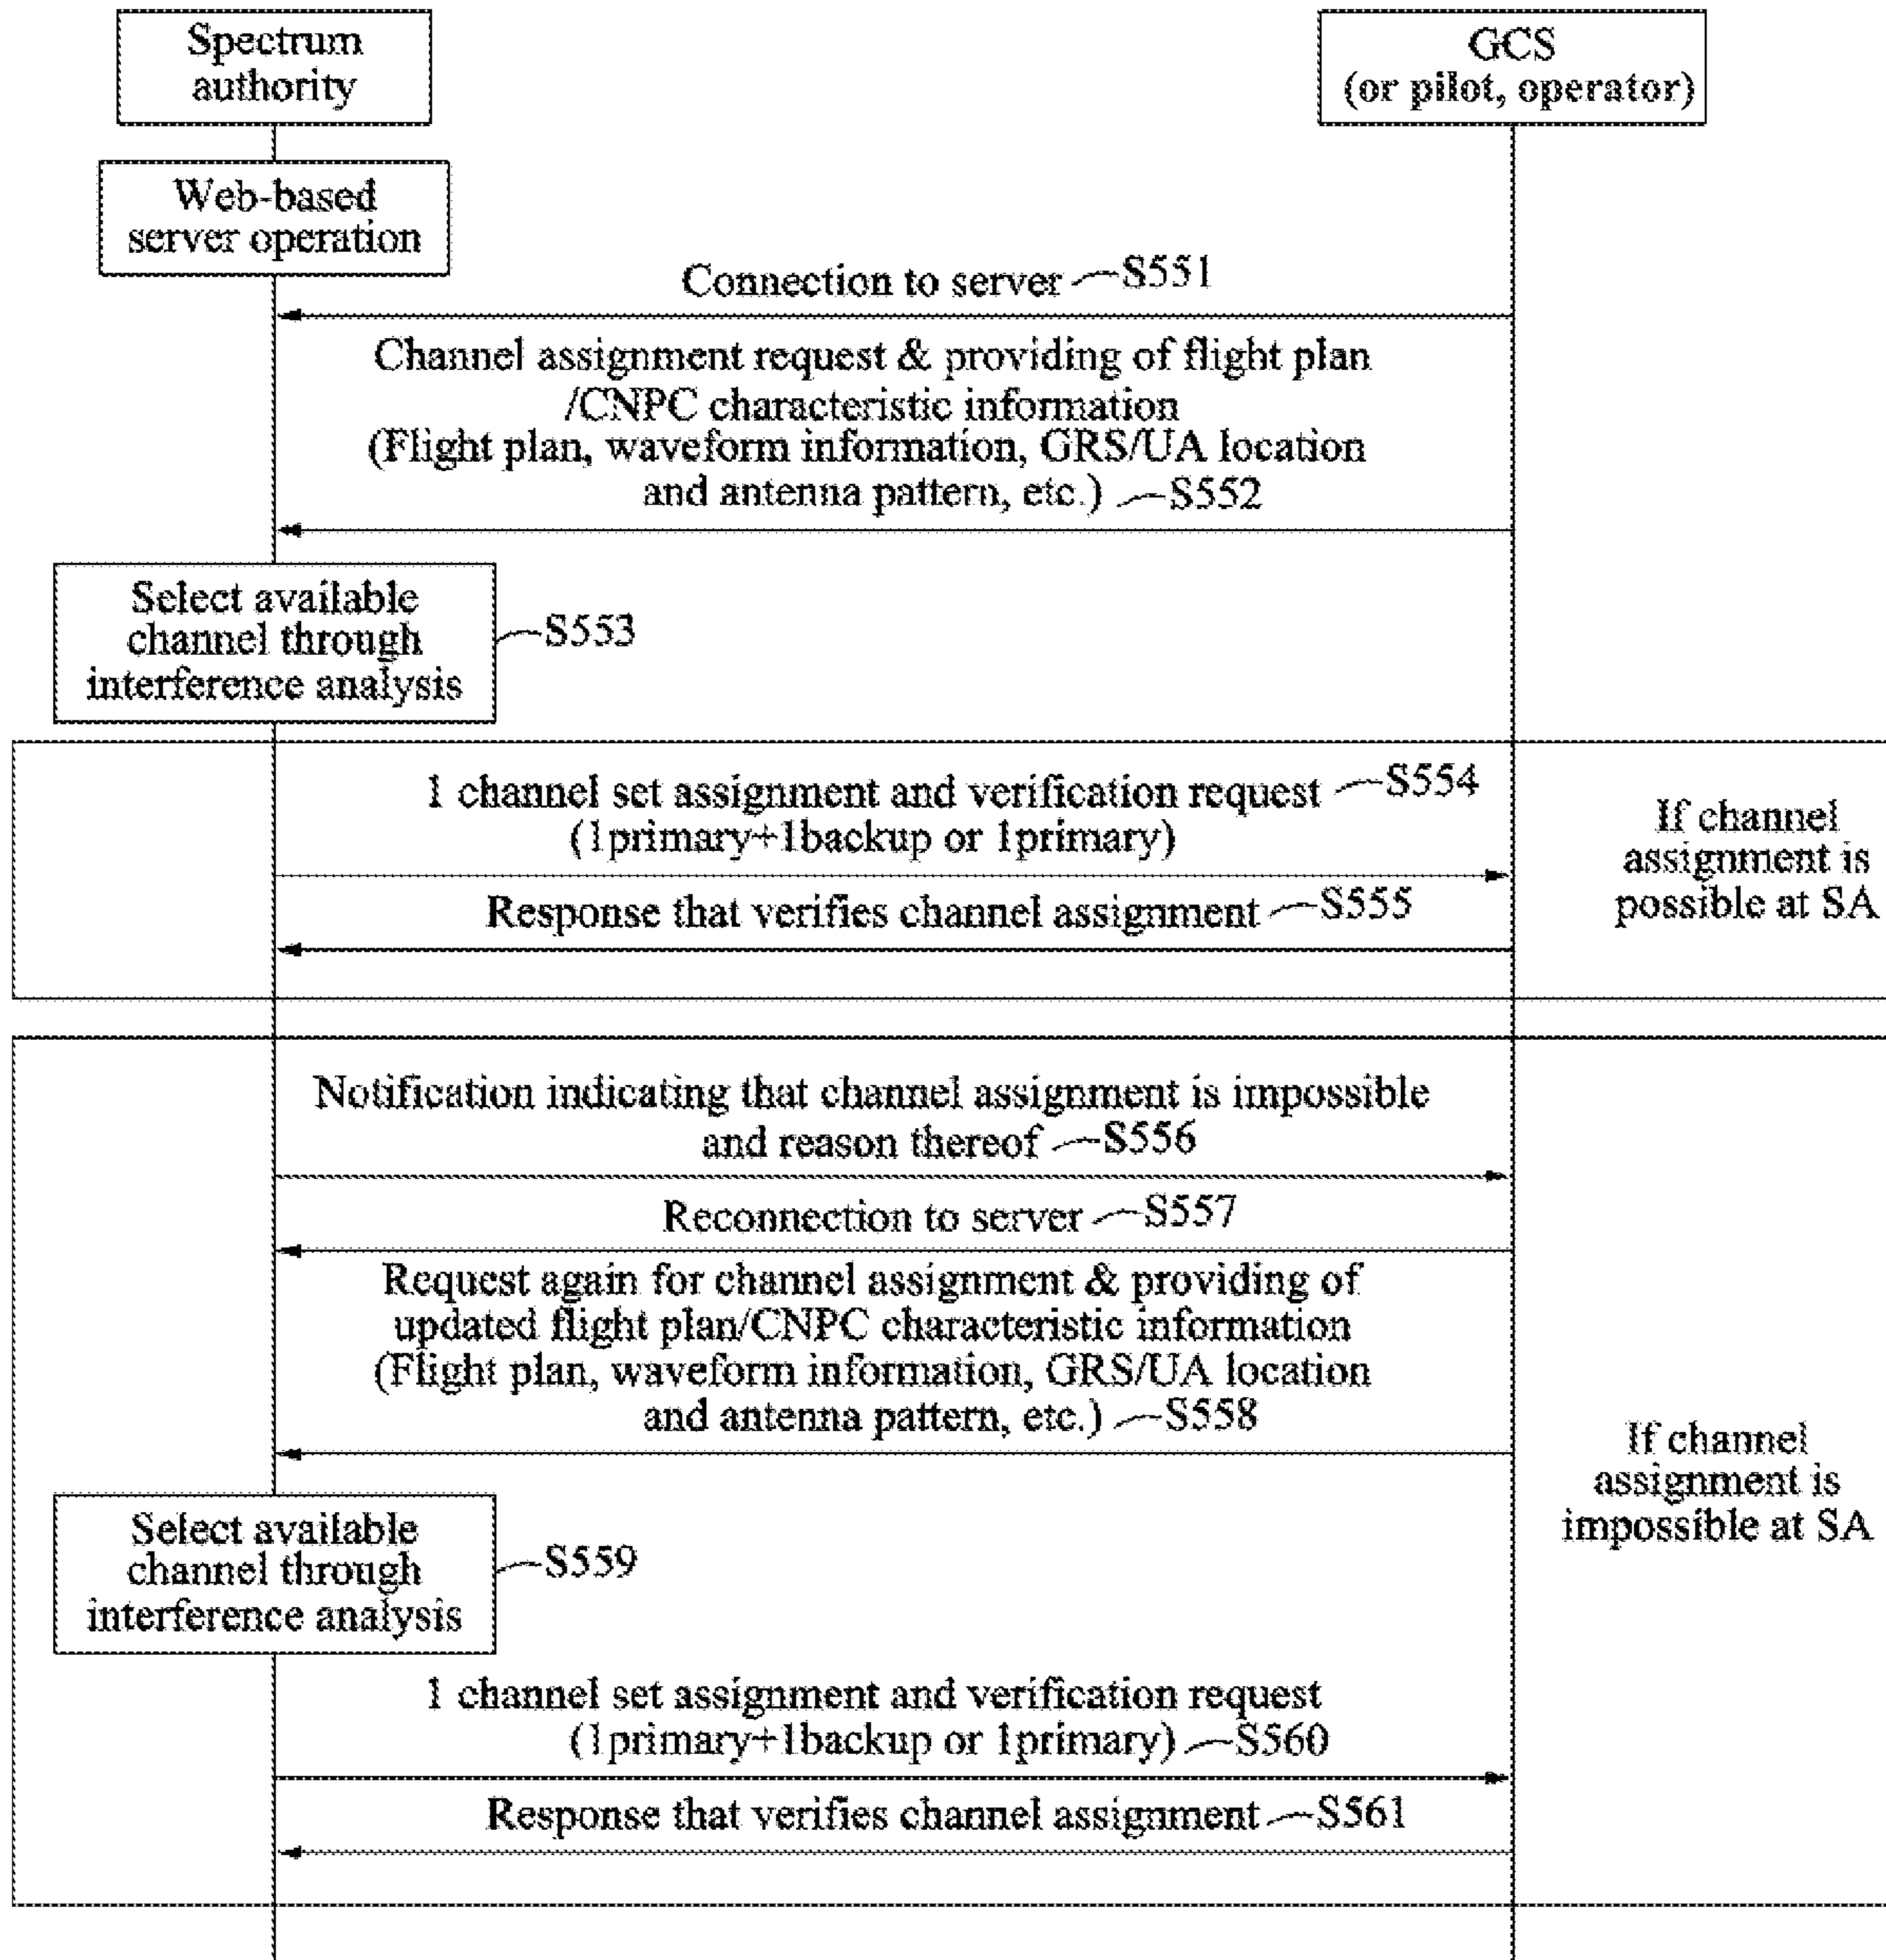 Spectrum
authority
GCS
(or pilot, operator)
Web-based
server operation
Connection to server S551
Channel assignment request & providing of flight plan
/CNPC characteristic information
(Flight plan, waveform information, GRS/UA location
and antenna pattern, etc.) S552
Select available
channel through
interference analysis
S553
1 channel set assignment and verification request S554
(1primary+1backup or 1primary)
Response that verifies channel assignment S555
If channel
assignment is
possible at SA
Notification indicating that channel assignment is impossible
and reason thereof S556
Reconnection to server S557
Request again for channel assignment & providing of
updated flight plan/CNPC characteristic information
(Flight plan, waveform information, GRS/UA location
and antenna pattern, etc.) S558
If channel
assignment is
impossible at SA
Select available
channel through
interference analysis
S559
1 channel set assignment and verification request
(1primary+1backup or 1primary) S560
Response that verifies channel assignment S561